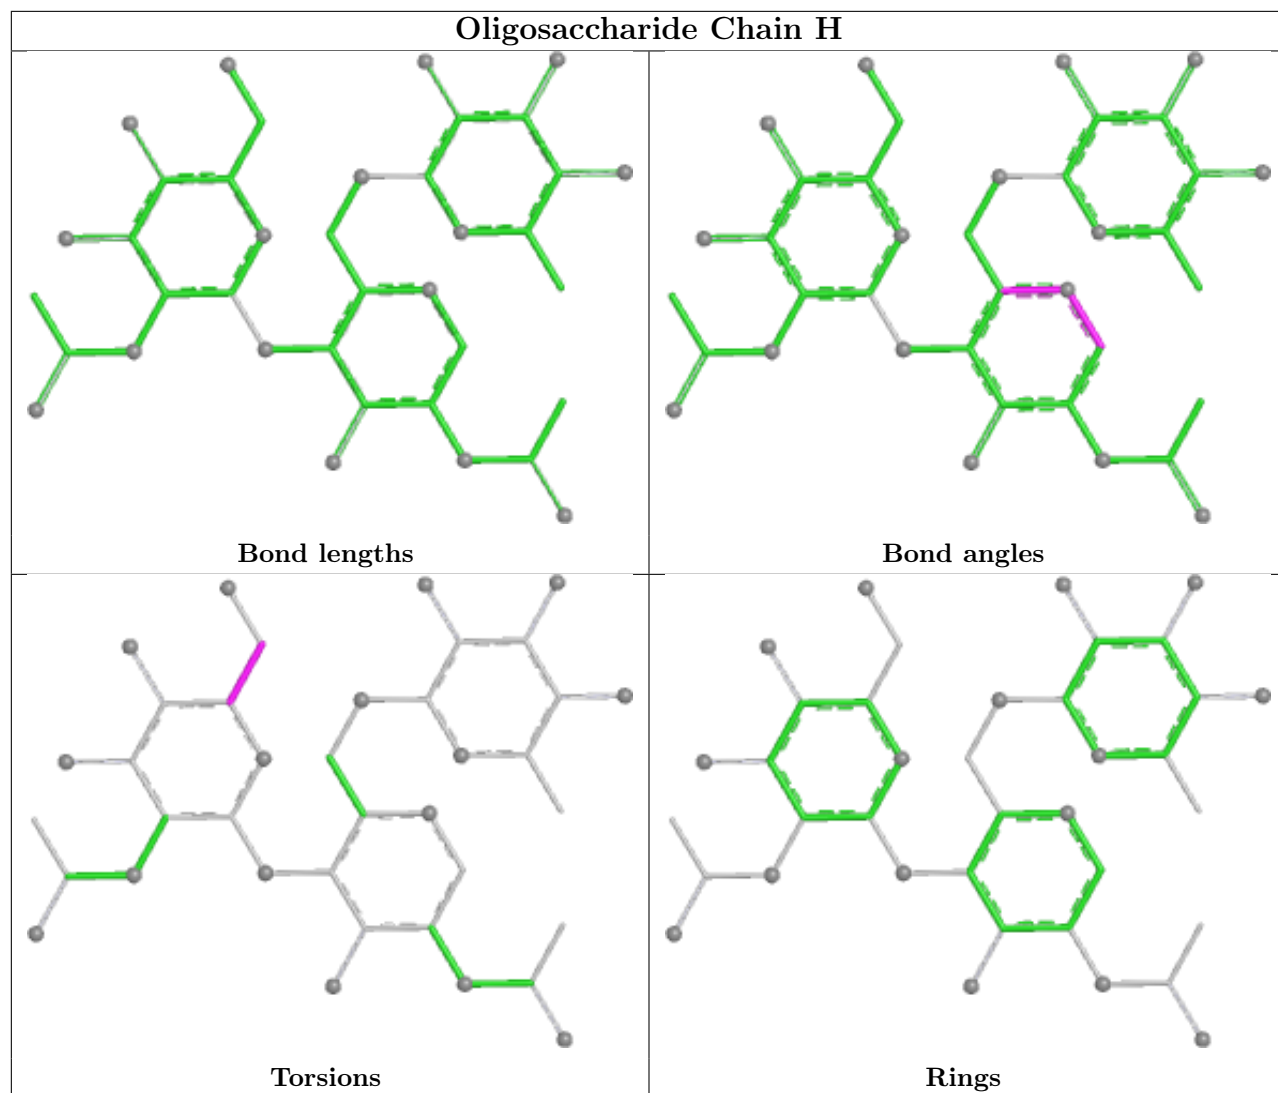 Oligosaccharide Chain H
Bond lengths
Bond angles
Torsions
Rings